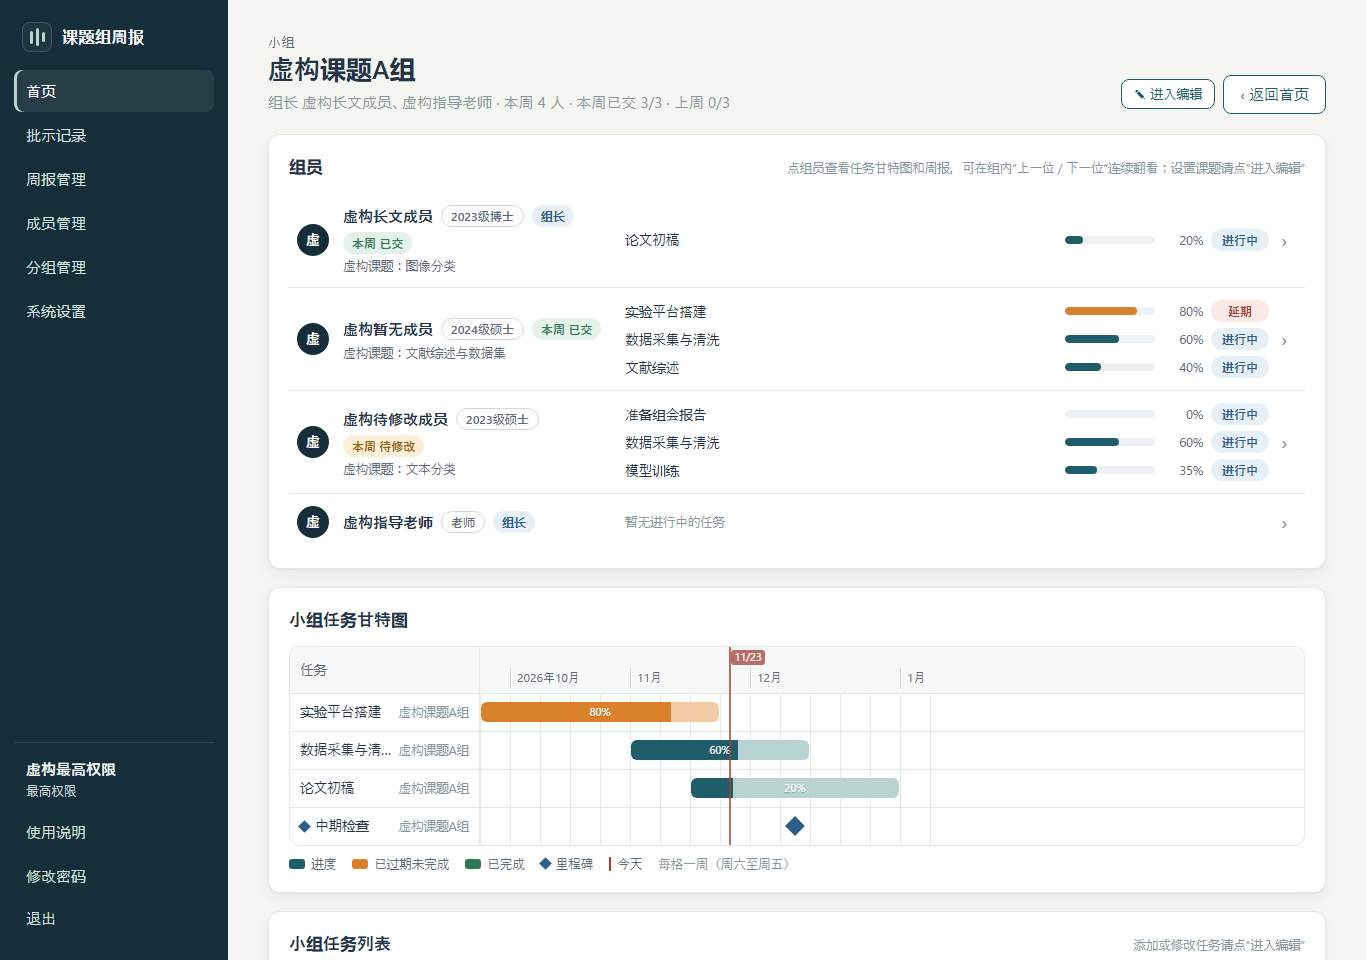 课题组周报
首页
批示记录
周报管理
成员管理
分组管理
系统设置
虚构最高权限
最高权限
使用说明
修改密码
退出
小组
虚构课题A组
组长 虚构长文成员、虚构指导老师 · 本周 4 人 · 本周已交 3/3 · 上周 0/3
进入编辑
‹ 返回首页
组员
点组员查看任务甘特图和周报，可在组内“上一位 / 下一位”连续翻看；设置课题请点“进入编辑”
虚 虚构长文成员 2023级博士 组长
本周 已交
虚构课题：图像分类
论文初稿 20% 进行中 ›
虚 虚构暂无成员 2024级硕士 本周 已交
虚构课题：文献综述与数据集
实验平台搭建 80% 延期
数据采集与清洗 60% 进行中 ›
文献综述 40% 进行中
虚 虚构待修改成员 2023级硕士
本周 待修改
虚构课题：文本分类
准备组会报告 0% 进行中
数据采集与清洗 60% 进行中 ›
模型训练 35% 进行中
虚 虚构指导老师 老师 组长 暂无进行中的任务 ›
小组任务甘特图
11/23
任务 2026年10月 11月 12月 1月
实验平台搭建 虚构课题A组 80%
数据采集与清... 虚构课题A组 60%
论文初稿 虚构课题A组 20%
中期检查 虚构课题A组
进度 已过期未完成 已完成 里程碑 今天 每格一周（周六至周五）
小组任务列表
添加或修改任务请点“进入编辑”